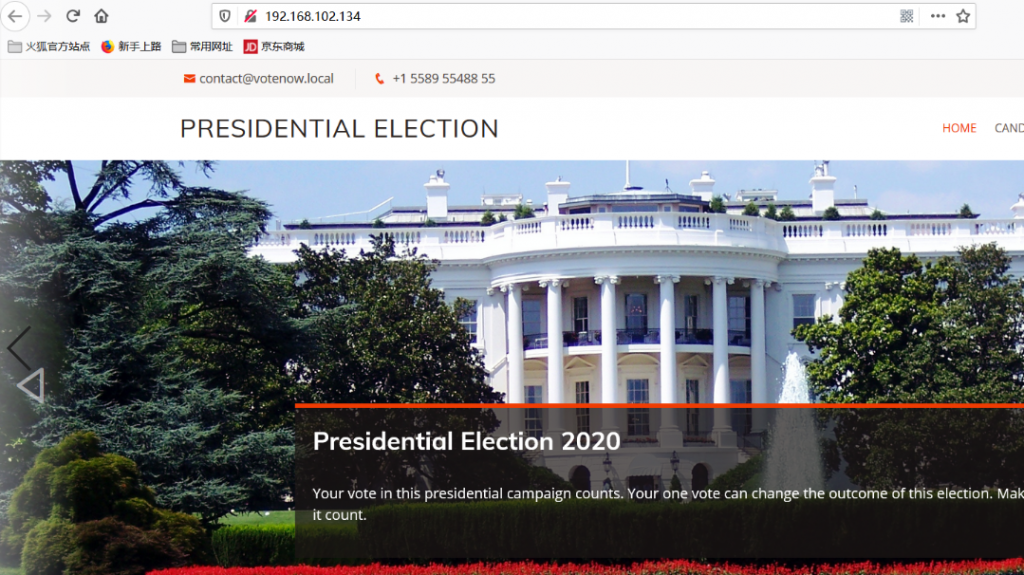 192.168.102.134
火狐官方站点 新手上路 常用网址 JD 京东商城
contact@votenow.local +1 5589 55488 55
PRESIDENTIAL ELECTION
HOME CAND
Presidential Election 2020
Your vote in this presidential campaign counts. Your one vote can change the outcome of this election. Mak
it count.